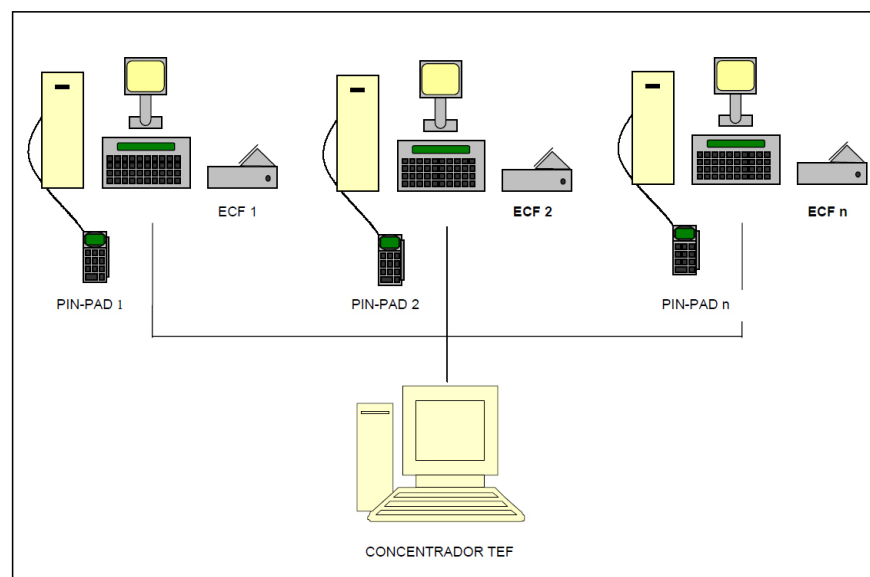 ECF 1
ECF 2
ECF n
PIN-PAD 1
PIN-PAD 2
PIN-PAD n
CONCENTRADOR TEF